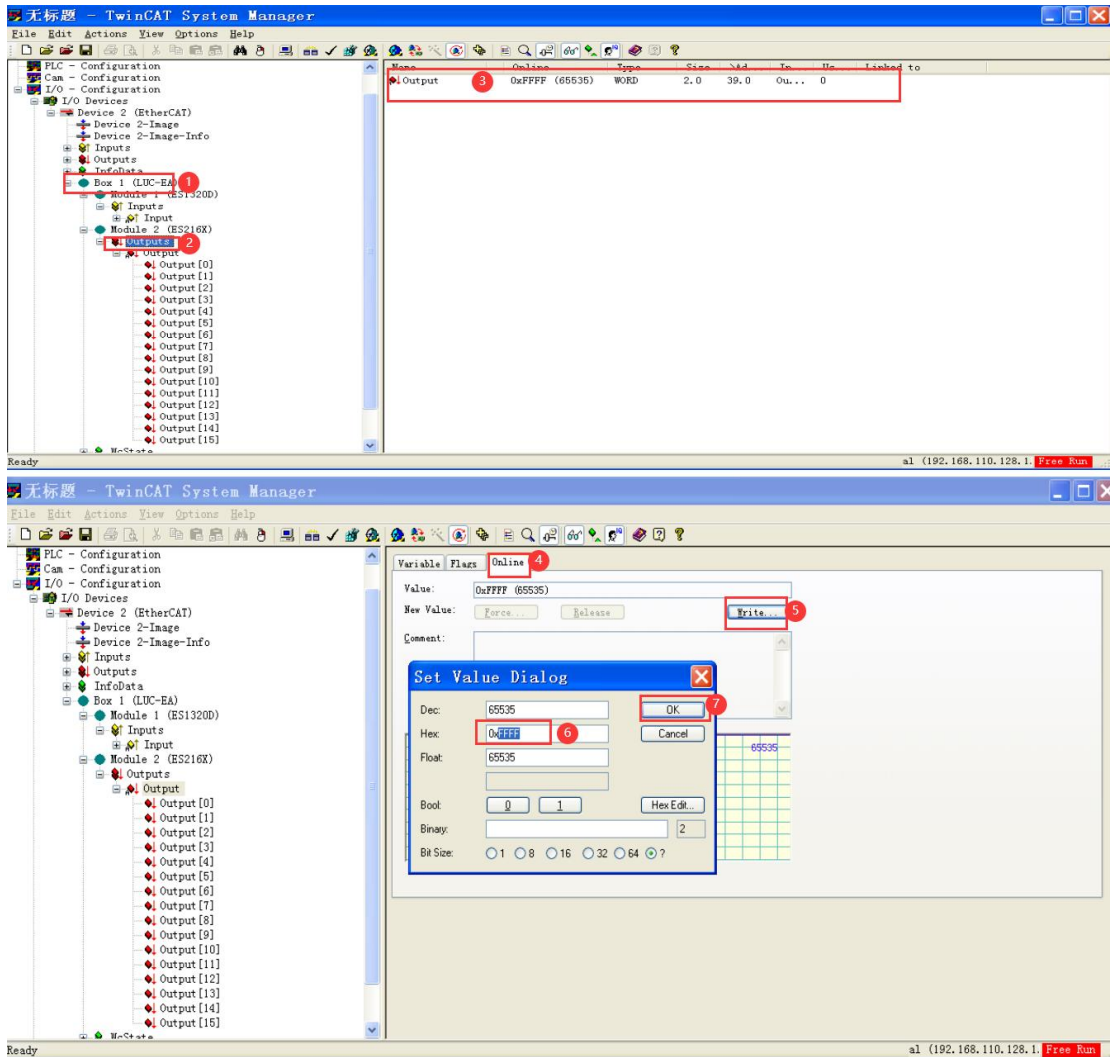 无标题 - TwinCAT System Manager
File Edit Actions View Options Help
PLC - Configuration
Cam - Configuration
I/O - Configuration
I/O Devices
Device 2 (EtherCAT)
Device 2-Image
Device 2-Image-Info
Inputs
Outputs
InfoData
Box 1 (LUC-EA) 1
Module 1 (ES1320D)
Inputs
Input
Module 2 (ES216X)
Outputs 2
Output
Output[0]
Output[1]
Output[2]
Output[3]
Output[4]
Output[5]
Output[6]
Output[7]
Output[8]
Output[9]
Output[10]
Output[11]
Output[12]
Output[13]
Output[14]
Output[15]
WcState
Name Online Type Size >Ad... In... Us... Linked to
Output 3 0xFFFF (65535) WORD 2.0 39.0 Ou... 0
Ready al (192.168.110.128.1. Free Run
无标题 - TwinCAT System Manager
File Edit Actions View Options Help
PLC - Configuration
Cam - Configuration
I/O - Configuration
I/O Devices
Device 2 (EtherCAT)
Device 2-Image
Device 2-Image-Info
Inputs
Outputs
InfoData
Box 1 (LUC-EA)
Module 1 (ES1320D)
Inputs
Input
Module 2 (ES216X)
Outputs
Output
Output[0]
Output[1]
Output[2]
Output[3]
Output[4]
Output[5]
Output[6]
Output[7]
Output[8]
Output[9]
Output[10]
Output[11]
Output[12]
Output[13]
Output[14]
Output[15]
WcState
Variable Flags Online 4
Value: 0xFFFF (65535)
New Value: Force... Release Write... 5
Comment:
Set Value Dialog
Dec: 65535 OK 7
Hex: 0xFFFF 6 Cancel
Float: 65535
65535
Bool: 0 1 Hex Edit...
Binary: 2
Bit Size: 1 8 16 32 64 ?
Ready al (192.168.110.128.1. Free Run